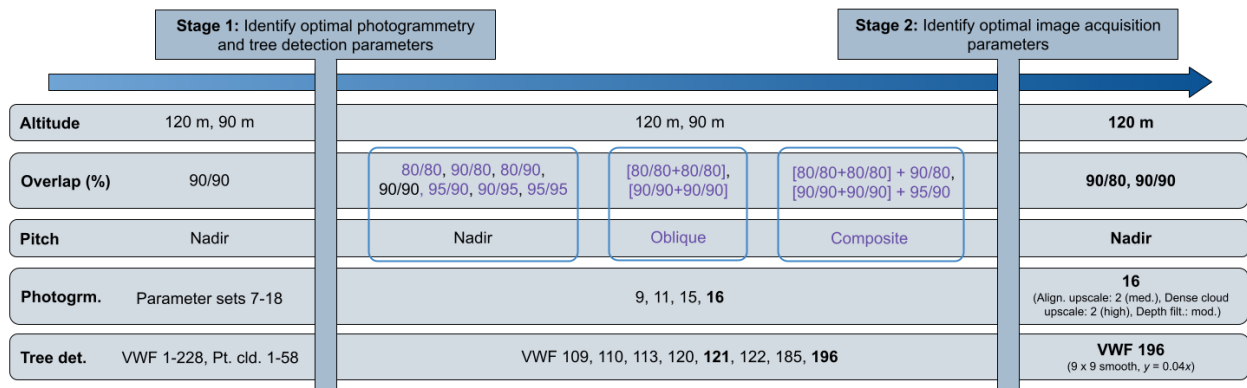 Stage 1: Identify optimal photogrammetry
and tree detection parameters
Stage 2: Identify optimal image acquisition
parameters
Altitude
120 m, 90 m
120 m, 90 m
120 m
Overlap (%)
90/90
80/80, 90/80, 80/90,
90/90, 95/90, 90/95, 95/95
[80/80+80/80],
[90/90+90/90]
[80/80+80/80] + 90/80,
[90/90+90/90] + 95/90
90/80, 90/90
Pitch
Nadir
Nadir
Oblique
Composite
Nadir
Photogrm.
Parameter sets 7-18
9, 11, 15, 16
16
(Align. upscale: 2 (med.), Dense cloud
upscale: 2 (high), Depth filt.: mod.)
Tree det.
VWF 1-228, Pt. cld. 1-58
VWF 109, 110, 113, 120, 121, 122, 185, 196
VWF 196
(9 x 9 smooth, y = 0.04x)